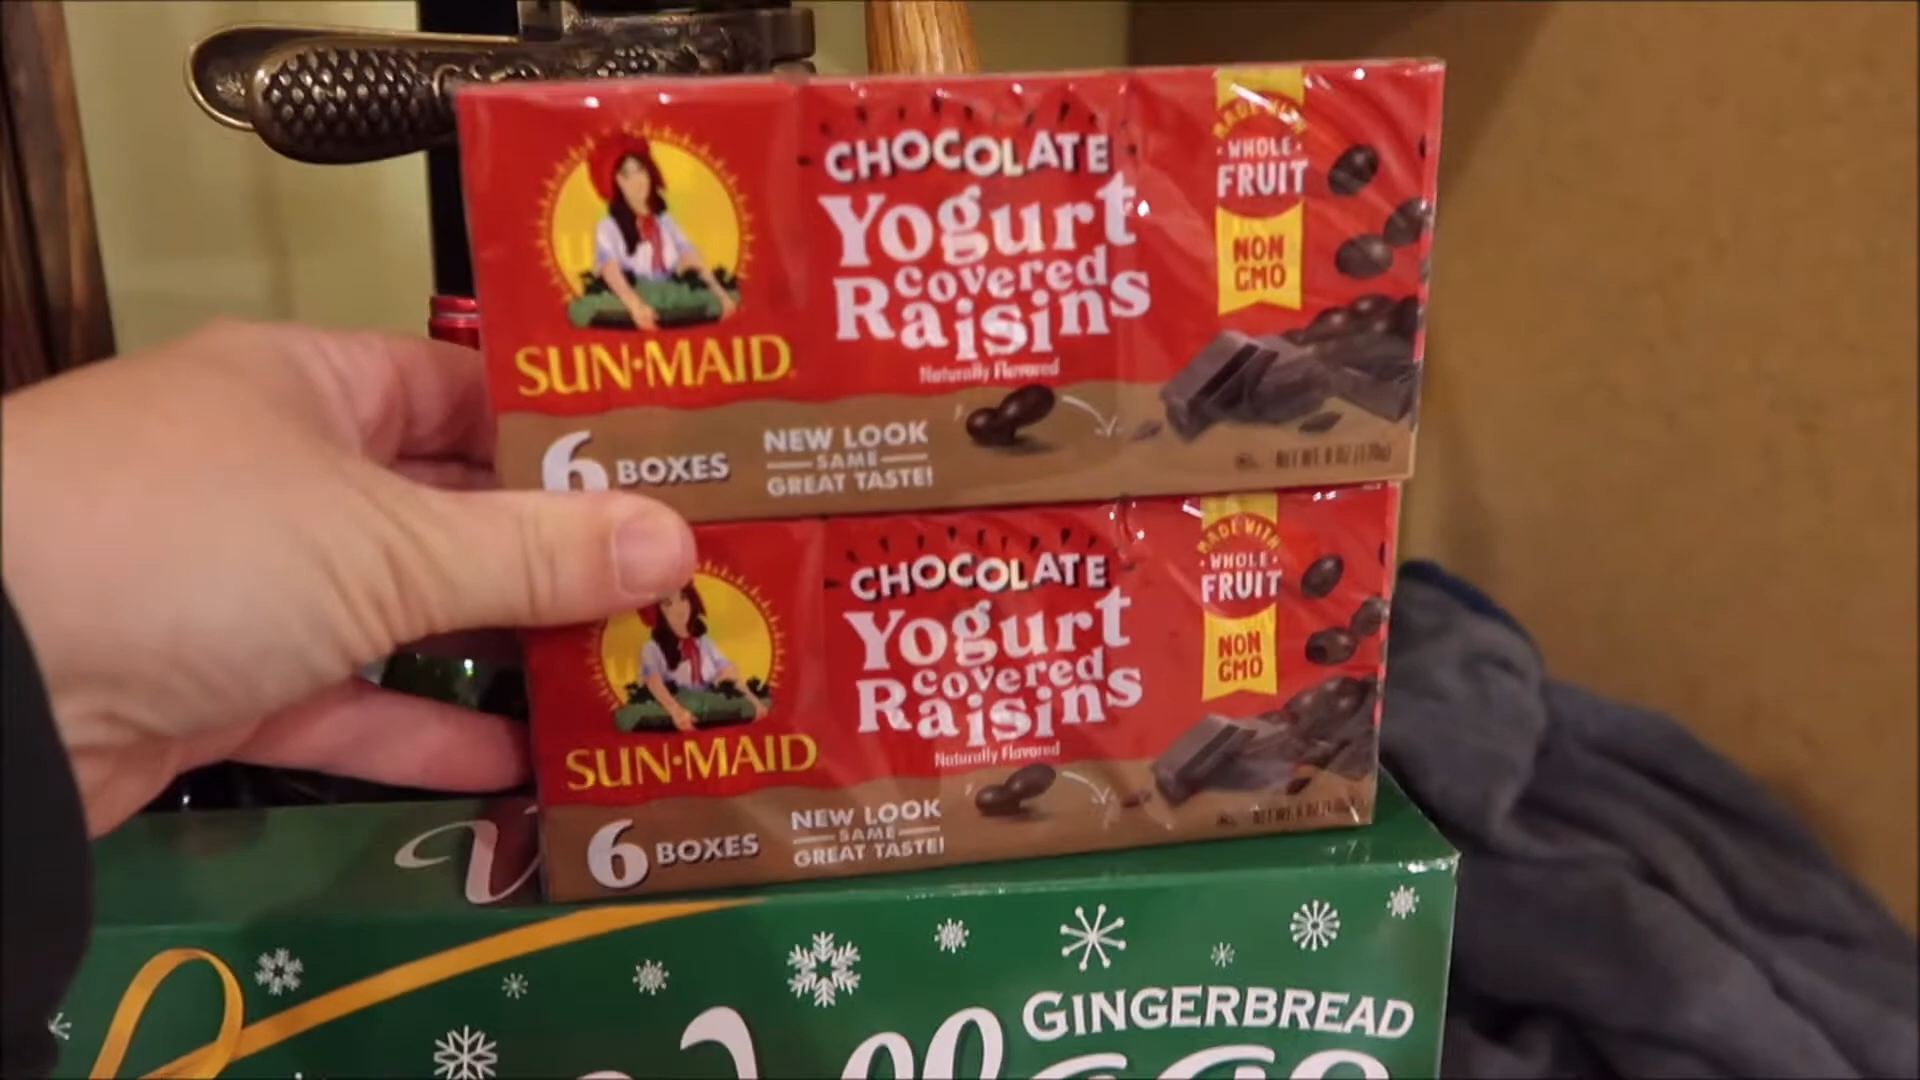 CHOCOLATE
Yogurt
covered
Raisins
Naturally Flavored
SUN·MAID
6 BOXES
NEW LOOK
SAME
GREAT TASTE!
MADE WITH
·WHOLE·
FRUIT
NON
GMO
CHOCOLATE
Yogurt
covered
Raisins
Naturally Flavored
SUN·MAID
6 BOXES
NEW LOOK
SAME
GREAT TASTE!
MADE WITH
·WHOLE·
FRUIT
NON
GMO
GINGERBREAD